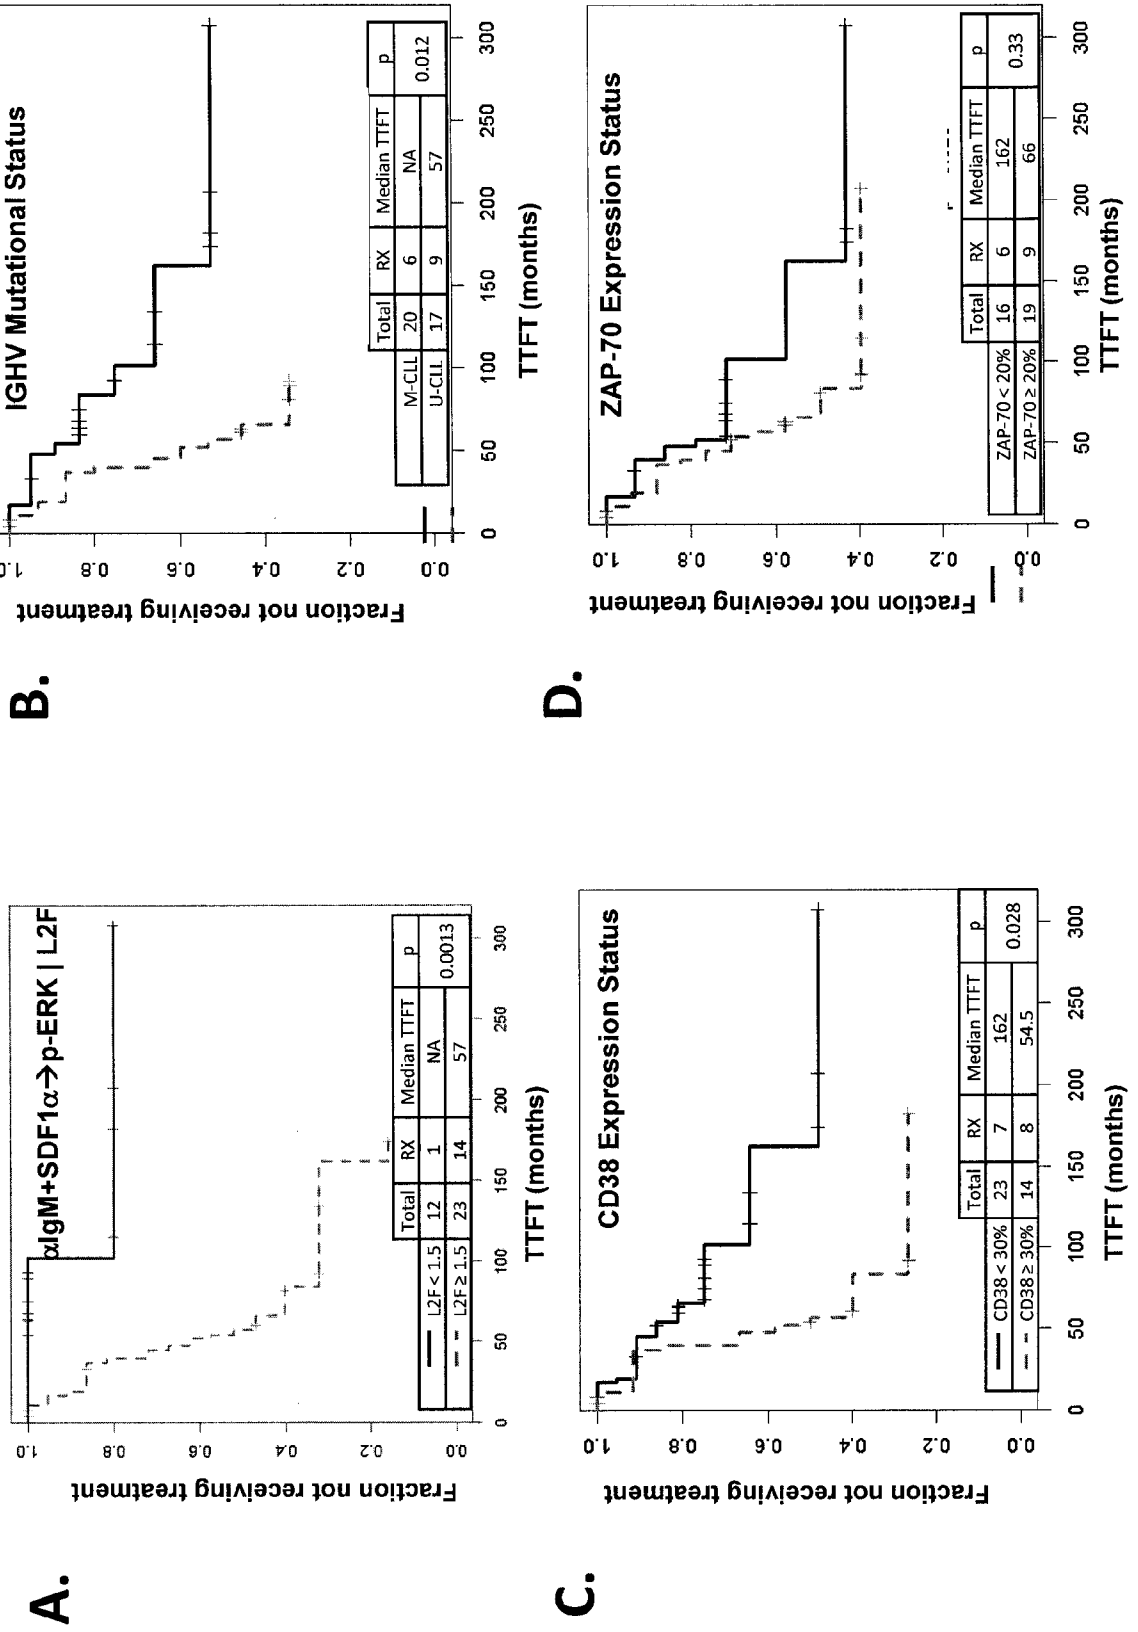 A.
αIgM+SDF1α→p-ERK | L2F
Fraction not receiving treatment
1.0
0.8
0.6
0.4
0.2
0.0
Total RX Median TTFT p
L2F < 1.5 12 1 NA 0.0013
L2F ≥ 1.5 23 14 57
0 50 100 150 200 250 300
TTFT (months)
B.
IGHV Mutational Status
Fraction not receiving treatment
1.0
0.8
0.6
0.4
0.2
0.0
Total RX Median TTFT p
M-CLL 20 6 NA 0.012
U-CLL 17 9 57
0 50 100 150 200 250 300
TTFT (months)
C.
CD38 Expression Status
Fraction not receiving treatment
1.0
0.8
0.6
0.4
0.2
0.0
Total RX Median TTFT p
CD38 < 30% 23 7 162 0.028
CD38 ≥ 30% 14 8 54.5
0 50 100 150 200 250 300
TTFT (months)
D.
ZAP-70 Expression Status
Fraction not receiving treatment
1.0
0.8
0.6
0.4
0.2
0.0
Total RX Median TTFT p
ZAP-70 < 20% 16 6 162 0.33
ZAP-70 ≥ 20% 19 9 66
0 50 100 150 200 250 300
TTFT (months)